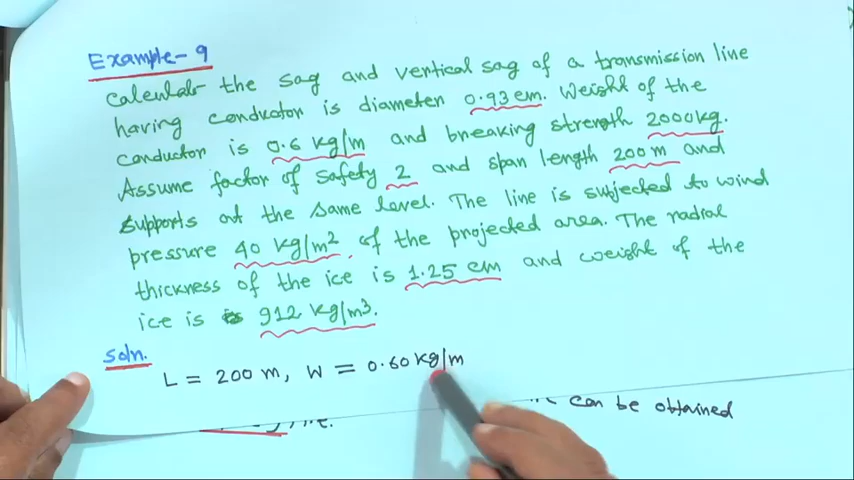 Example - 9
calculate the sag and vertical sag of a transmission line
having conductor is diameter 0.93 cm. Weight of the
conductor is 0.6 kg/m and breaking strength 2000kg.
Assume factor of safety 2 and span length 200 m and
supports at the same level. The line is subjected to wind
pressure 40 kg/m², of the projected area. The radial
thickness of the ice is 1.25 cm and weight of the
ice is 912 kg/m³.
Soln.
L = 200 m, W = 0.60 kg/m
can be obtained